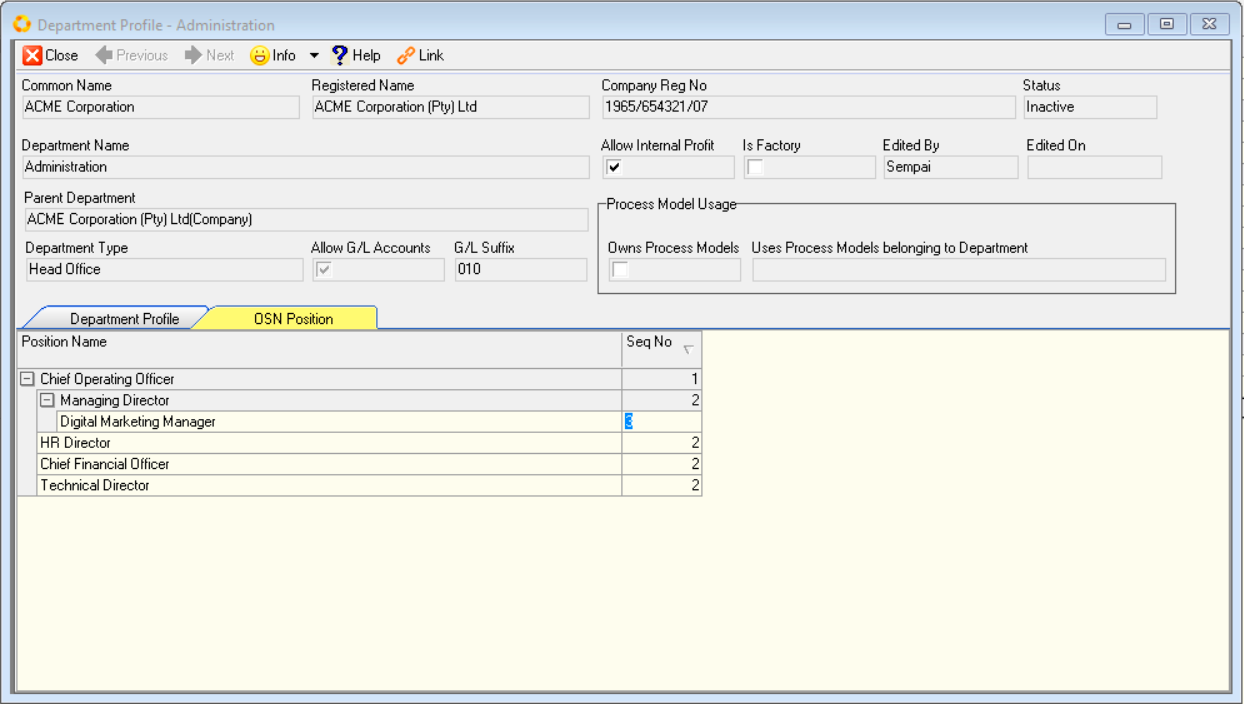 Department Profile - Administration
Close Previous Next Info Help Link
Common Name Registered Name Company Reg No Status
ACME Corporation ACME Corporation (Pty) Ltd 1965/654321/07 Inactive
Department Name Allow Internal Profit Is Factory Edited By Edited On
Administration Sempai
Parent Department
ACME Corporation (Pty) Ltd(Company)
Process Model Usage
Department Type Allow G/L Accounts G/L Suffix Owns Process Models Uses Process Models belonging to Department
Head Office 010
Department Profile OSN Position
Position Name Seq No
Chief Operating Officer 1
Managing Director 2
Digital Marketing Manager 3
HR Director 2
Chief Financial Officer 2
Technical Director 2